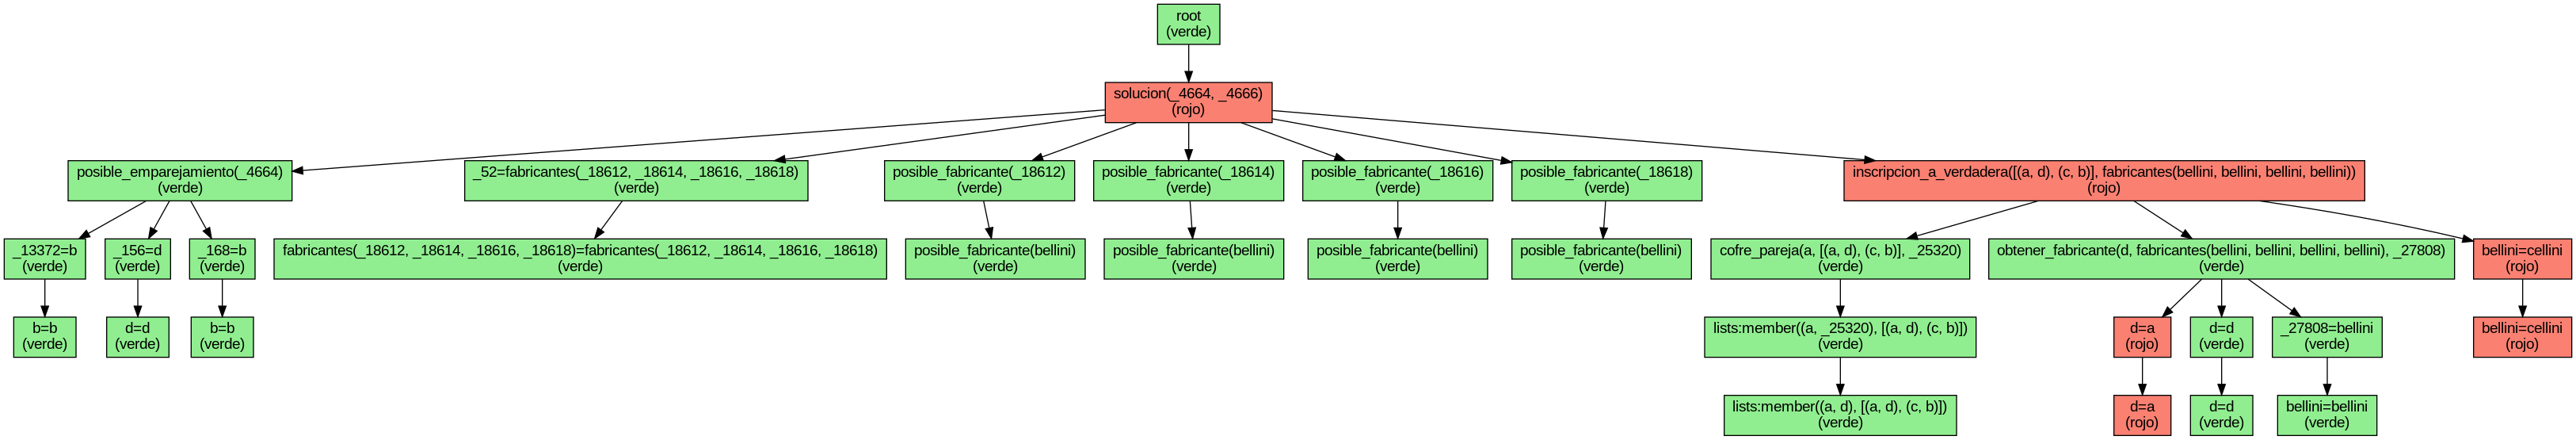 root
(verde)
solucion(_4664, _4666)
(rojo)
posible_emparejamiento(_4664)
(verde)
_52=fabricantes(_18612, _18614, _18616, _18618)
(verde)
posible_fabricante(_18612)
(verde)
posible_fabricante(_18614)
(verde)
posible_fabricante(_18616)
(verde)
posible_fabricante(_18618)
(verde)
inscripcion_a_verdadera([(a, d), (c, b)], fabricantes(bellini, bellini, bellini, bellini))
(rojo)
_13372=b
(verde)
_156=d
(verde)
_168=b
(verde)
fabricantes(_18612, _18614, _18616, _18618)=fabricantes(_18612, _18614, _18616, _18618)
(verde)
posible_fabricante(bellini)
(verde)
posible_fabricante(bellini)
(verde)
posible_fabricante(bellini)
(verde)
posible_fabricante(bellini)
(verde)
cofre_pareja(a, [(a, d), (c, b)], _25320)
(verde)
obtener_fabricante(d, fabricantes(bellini, bellini, bellini, bellini), _27808)
(verde)
bellini=cellini
(rojo)
b=b
(verde)
d=d
(verde)
b=b
(verde)
lists:member((a, _25320), [(a, d), (c, b)])
(verde)
d=a
(rojo)
d=d
(verde)
_27808=bellini
(verde)
bellini=cellini
(rojo)
lists:member((a, d), [(a, d), (c, b)])
(verde)
d=a
(rojo)
d=d
(verde)
bellini=bellini
(verde)